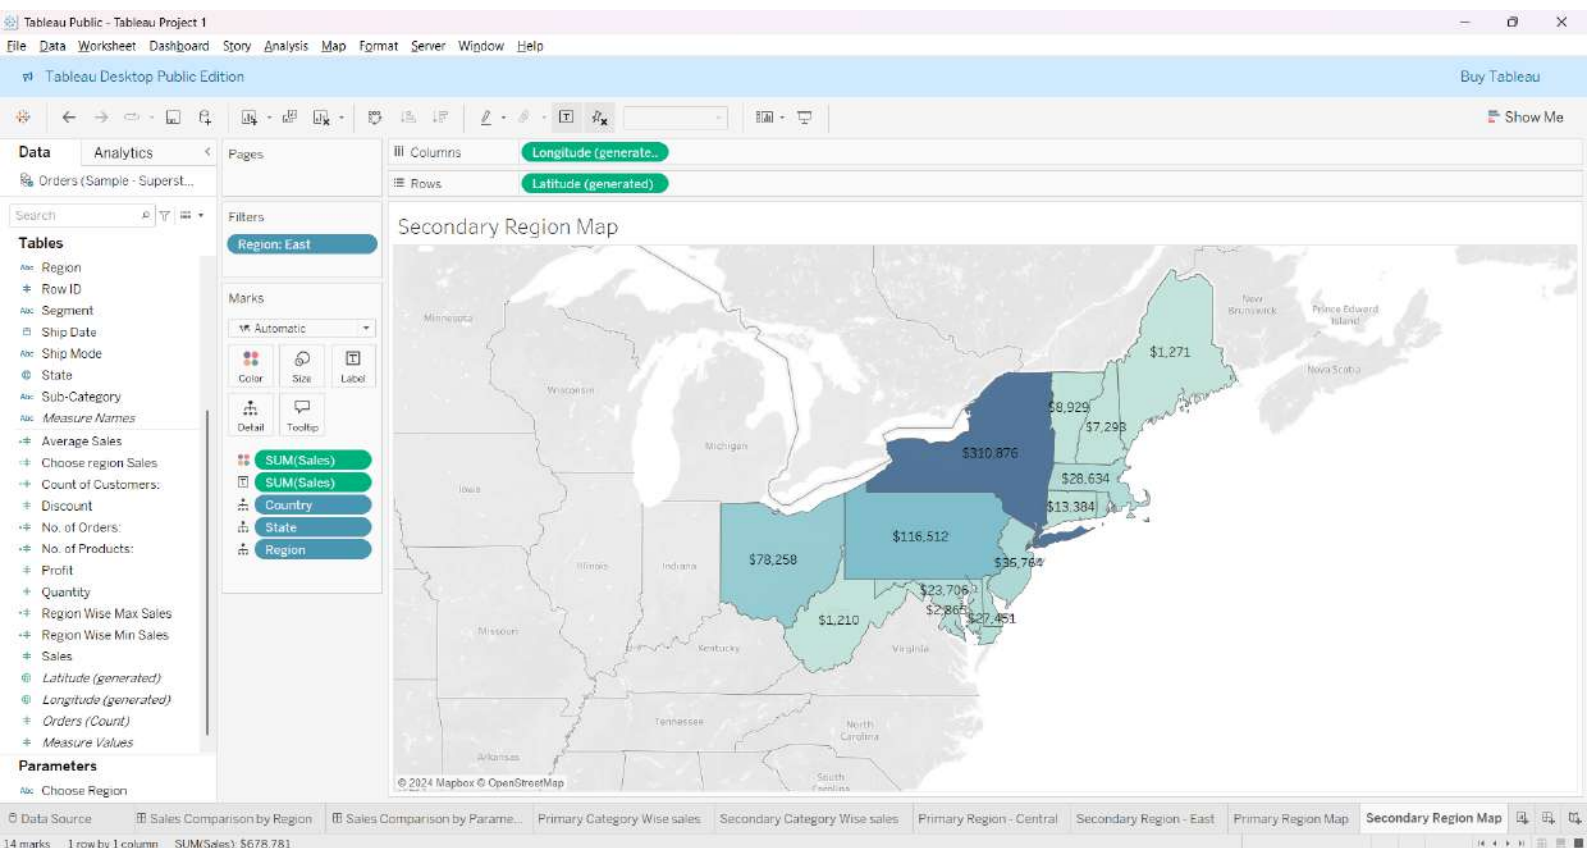 Tableau Public - Tableau Project 1
File Data Worksheet Dashboard Story Analysis Map Format Server Window Help
Tableau Desktop Public Edition
Buy Tableau
Show Me
Data Analytics
Orders (Sample - Superst...
Search
Tables
Abc Region
# Row ID
Abc Segment
Ship Date
Abc Ship Mode
State
Abc Sub-Category
Abc Measure Names
=# Average Sales
=# Choose region Sales
=# Count of Customers:
# Discount
=# No. of Orders:
=# No. of Products:
# Profit
# Quantity
=# Region Wise Max Sales
=# Region Wise Min Sales
# Sales
Latitude (generated)
Longitude (generated)
# Orders (Count)
# Measure Values
Parameters
Abc Choose Region
Pages
Filters
Region: East
Marks
Automatic
Color Size Label
Detail Tooltip
SUM(Sales)
SUM(Sales)
Country
State
Region
Columns Longitude (generate..
Rows Latitude (generated)
Secondary Region Map
Minnesota
New Brunswick
Prince Edward Island
Nova Scotia
$1,271
Wisconsin
$8,929
$7,293
Michigan
$310,876
Iowa
$28,634
$13,384
$116,512
$78,258
Illinois
Indiana
$35,764
$23,706
$2,865
$27,451
$1,210
Missouri
Kentucky
Virginia
Tennessee
North Carolina
Arkansas
South Carolina
© 2024 Mapbox © OpenStreetMap
Data Source Sales Comparison by Region Sales Comparison by Parame... Primary Category Wise sales Secondary Category Wise sales Primary Region - Central Secondary Region - East Primary Region Map Secondary Region Map
14 marks 1 row by 1 column SUM(Sales): $678,781